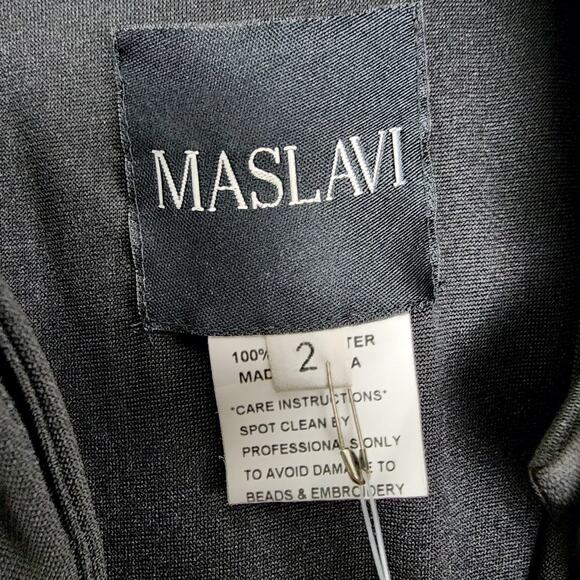 MASLAVI
2
100% TER
MAD A
*CARE INSTRUCTIONS*
SPOT CLEAN BY
PROFESSIONALS ONLY
TO AVOID DAMAGE TO
BEADS & EMBROIDERY